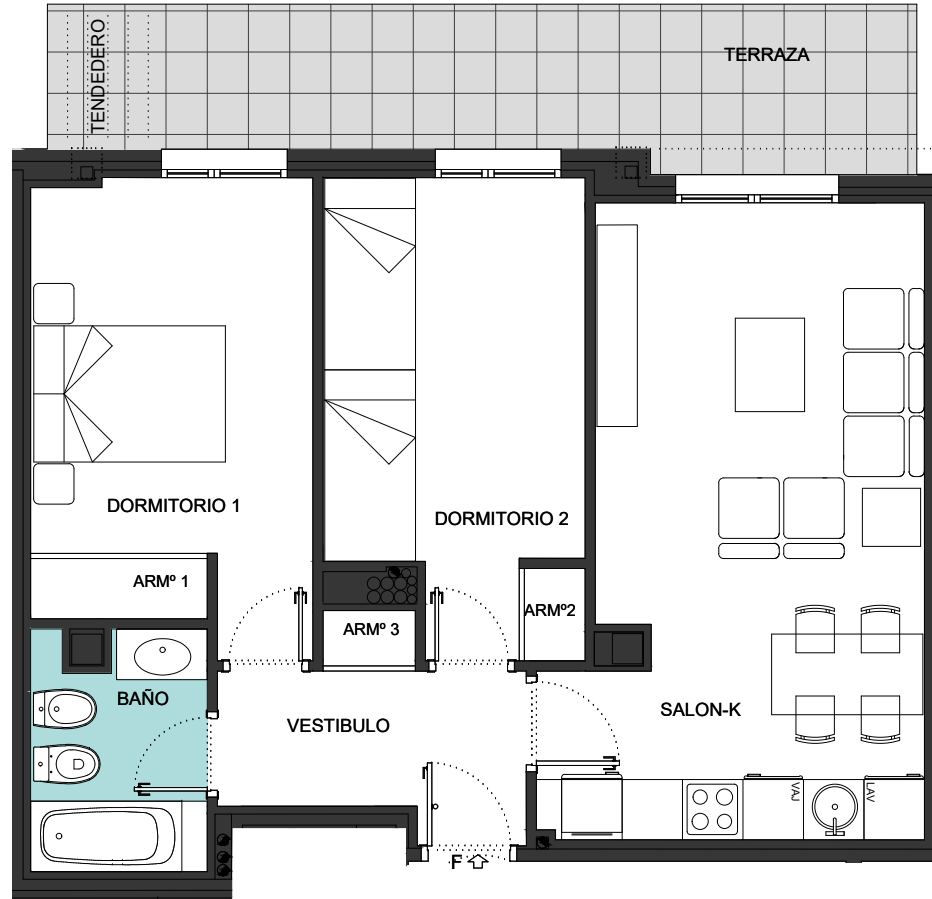 TENDEDERO
TERRAZA
DORMITORIO 1
DORMITORIO 2
ARMº 1
ARMº2
ARMº 3
BAÑO
VESTIBULO
SALON-K
VAJ
LAV
F